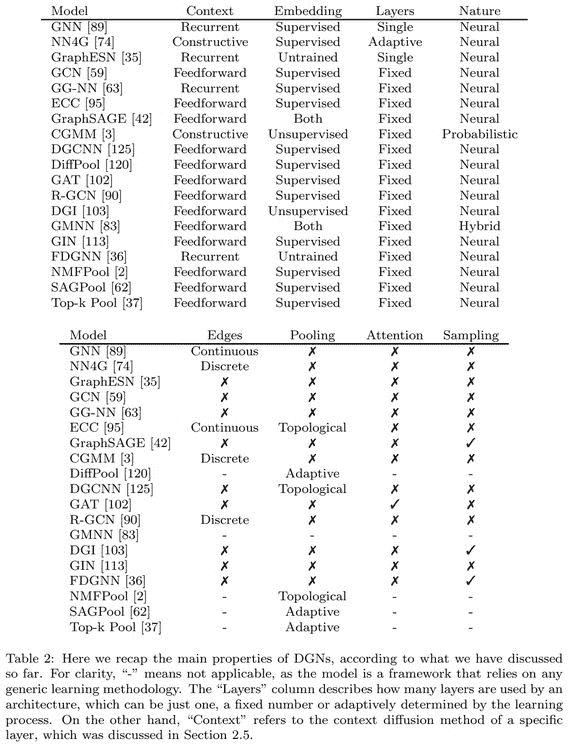 Model Context Embedding Layers Nature
GNN [89] Recurrent Supervised Single Neural
NN4G [74] Constructive Supervised Adaptive Neural
GraphESN [35] Recurrent Untrained Single Neural
GCN [59] Feedforward Supervised Fixed Neural
GG-NN [63] Recurrent Supervised Fixed Neural
ECC [95] Feedforward Supervised Fixed Neural
GraphSAGE [42] Feedforward Both Fixed Neural
CGMM [3] Constructive Unsupervised Fixed Probabilistic
DGCNN [125] Feedforward Supervised Fixed Neural
DiffPool [120] Feedforward Supervised Fixed Neural
GAT [102] Feedforward Supervised Fixed Neural
R-GCN [90] Feedforward Supervised Fixed Neural
DGI [103] Feedforward Unsupervised Fixed Neural
GMNN [83] Feedforward Both Fixed Hybrid
GIN [113] Feedforward Supervised Fixed Neural
FDGNN [36] Recurrent Untrained Fixed Neural
NMFPool [2] Feedforward Supervised Fixed Neural
SAGPool [62] Feedforward Supervised Fixed Neural
Top-k Pool [37] Feedforward Supervised Fixed Neural
Model Edges Pooling Attention Sampling
GNN [89] Continuous ✗ ✗ ✗
NN4G [74] Discrete ✗ ✗ ✗
GraphESN [35] ✗ ✗ ✗ ✗
GCN [59] ✗ ✗ ✗ ✗
GG-NN [63] ✗ ✗ ✗ ✗
ECC [95] Continuous Topological ✗ ✗
GraphSAGE [42] ✗ ✗ ✗ ✓
CGMM [3] Discrete ✗ ✗ ✗
DiffPool [120] - Adaptive - -
DGCNN [125] ✗ Topological ✗ ✗
GAT [102] ✗ ✗ ✓ ✗
R-GCN [90] Discrete ✗ ✗ ✗
GMNN [83] - - - -
DGI [103] ✗ ✗ ✗ ✓
GIN [113] ✗ ✗ ✗ ✗
FDGNN [36] ✗ ✗ ✗ ✓
NMFPool [2] - Topological - -
SAGPool [62] - Adaptive - -
Top-k Pool [37] - Adaptive - -
Table 2: Here we recap the main properties of DGNs, according to what we have discussed
so far. For clarity, “-” means not applicable, as the model is a framework that relies on any
generic learning methodology. The “Layers” column describes how many layers are used by an
architecture, which can be just one, a fixed number or adaptively determined by the learning
process. On the other hand, “Context” refers to the context diffusion method of a specific
layer, which was discussed in Section 2.5.